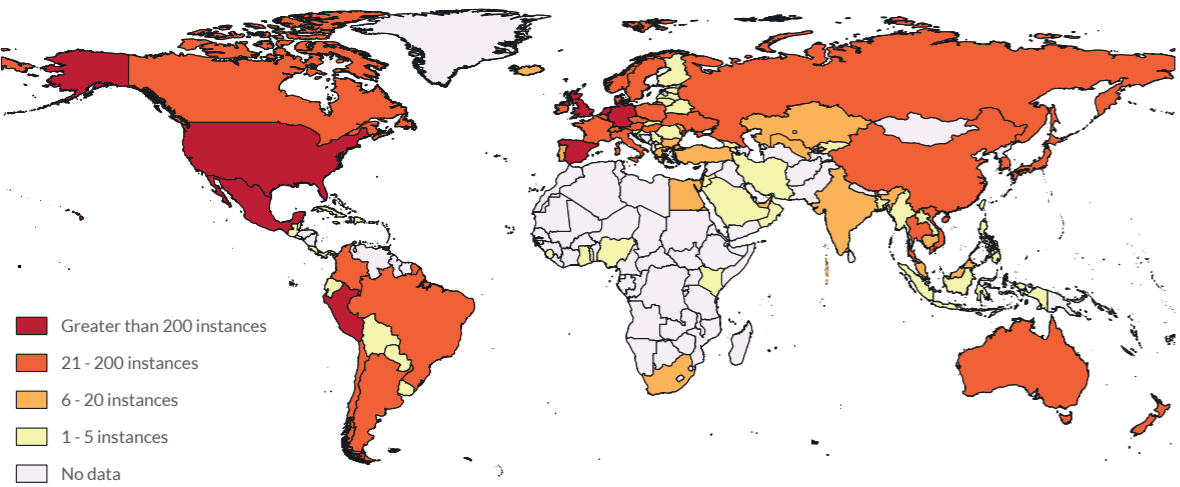 Greater than 200 instances
21 - 200 instances
6 - 20 instances
1 - 5 instances
No data